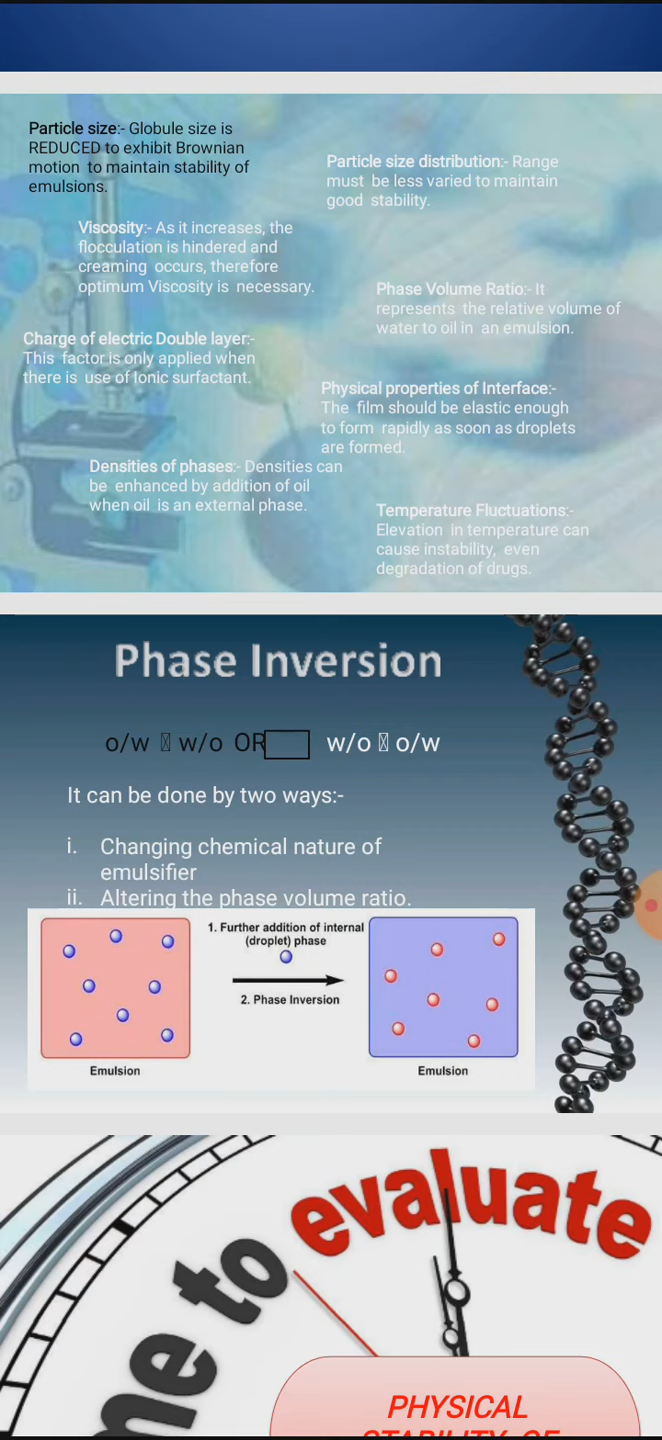 Particle size:- Globule size is
REDUCED to exhibit Brownian
motion to maintain stability of
emulsions.
Particle size distribution:- Range
must be less varied to maintain
good stability.
Viscosity:- As it increases, the
flocculation is hindered and
creaming occurs, therefore
optimum Viscosity is necessary.
Phase Volume Ratio:- It
represents the relative volume of
water to oil in an emulsion.
Charge of electric Double layer:-
This factor is only applied when
there is use of Ionic surfactant.
Physical properties of Interface:-
The film should be elastic enough
to form rapidly as soon as droplets
are formed.
Densities of phases:- Densities can
be enhanced by addition of oil
when oil is an external phase.
Temperature Fluctuations:-
Elevation in temperature can
cause instability, even
degradation of drugs.
Phase Inversion
o/w w/o OR w/o o/w
It can be done by two ways:-
i. Changing chemical nature of
emulsifier
ii. Altering the phase volume ratio.
1. Further addition of internal
(droplet) phase
2. Phase Inversion
Emulsion
Emulsion
me to evaluate
PHYSICAL
STABILITY OF